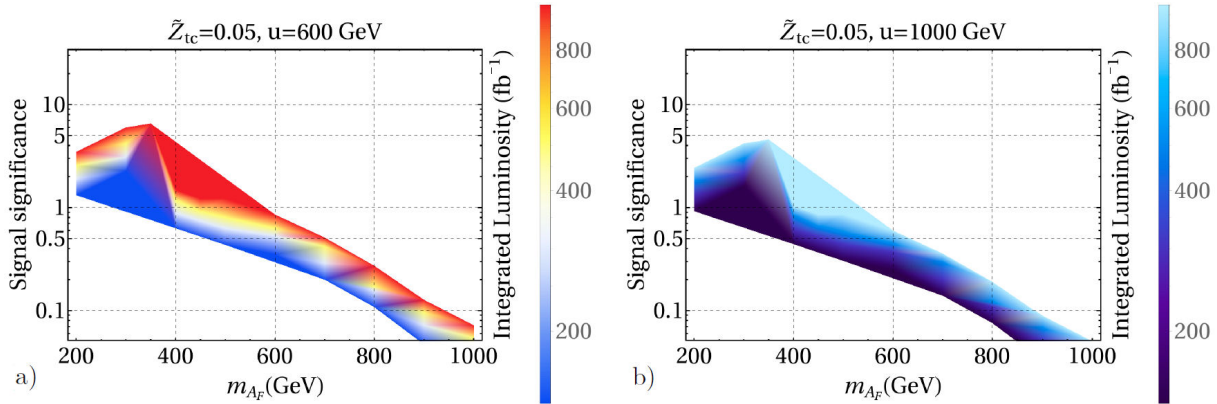 Z̃tc=0.05, u=600 GeV
Signal significance
10
5
1
0.5
0.1
200 400 600 800 1000
mAF(GeV)
a)
Integrated Luminosity (fb−1)
800
600
400
200
Z̃tc=0.05, u=1000 GeV
Signal significance
10
5
1
0.5
0.1
200 400 600 800 1000
mAF(GeV)
b)
Integrated Luminosity (fb−1)
800
600
400
200